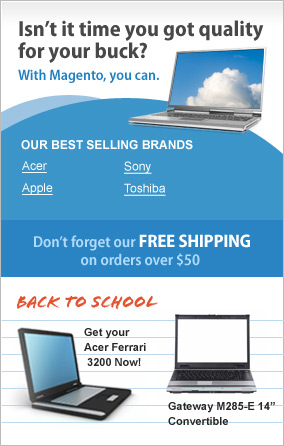 Isn't it time you got quality
for your buck?
With Magento, you can.
OUR BEST SELLING BRANDS
Acer Sony
Apple Toshiba
Don't forget our FREE SHIPPING
on orders over $50
BACK TO SCHOOL
Get your
Acer Ferrari
3200 Now!
Gateway M285-E 14”
Convertible